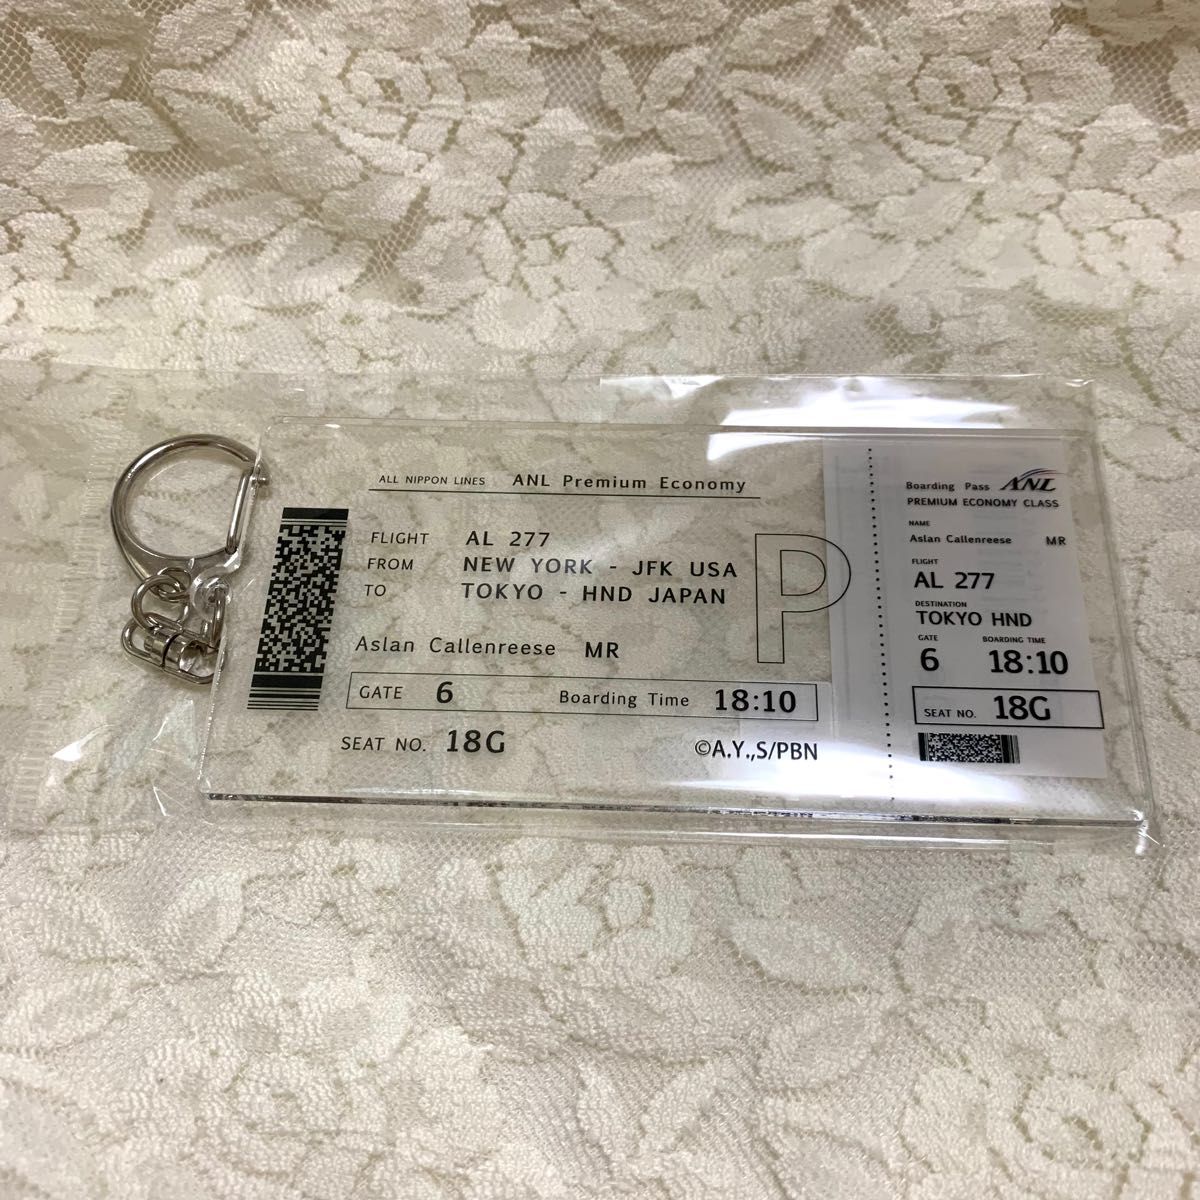 ALL NIPPON LINES ANL Premium Economy
FLIGHT AL 277
FROM NEW YORK - JFK USA
TO TOKYO - HND JAPAN
P
Aslan Callenreese MR
GATE 6 Boarding Time 18:10
SEAT NO. 18G
©A.Y.,S/PBN
Boarding Pass ANL
PREMIUM ECONOMY CLASS
NAME
Aslan Callenreese MR
FLIGHT
AL 277
DESTINATION
TOKYO HND
GATE BOARDING TIME
6 18:10
SEAT NO. 18G